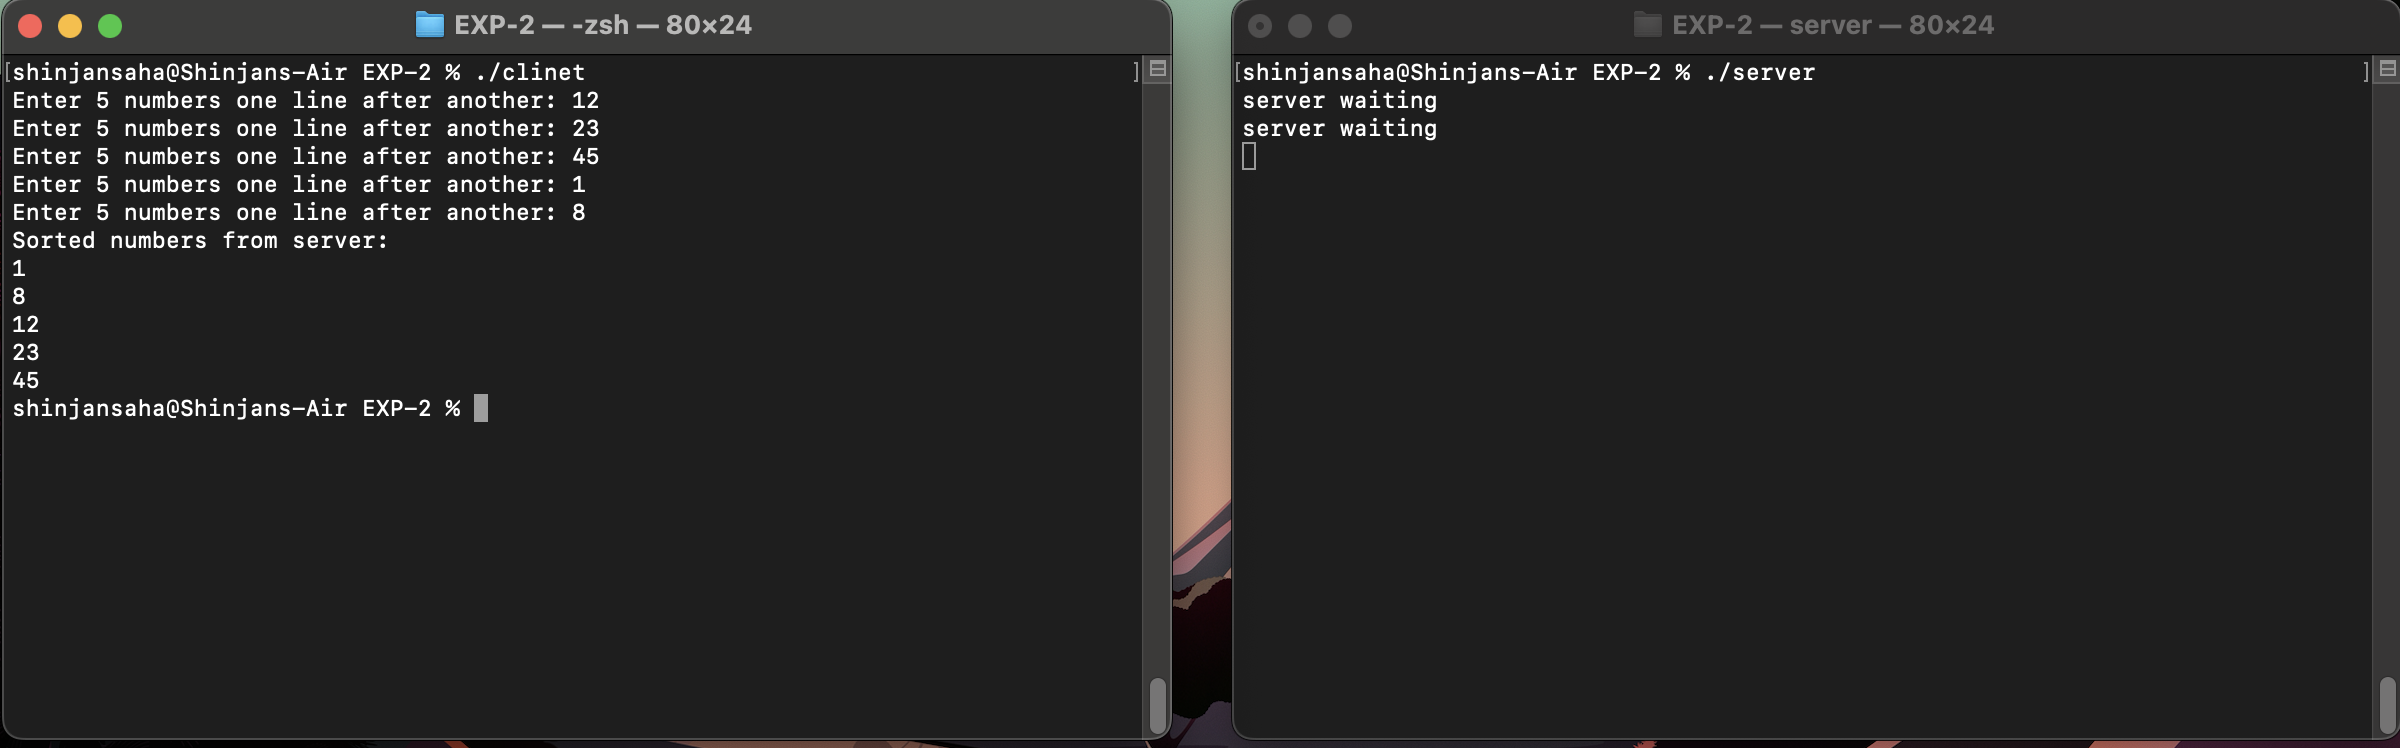 EXP-2 — -zsh — 80×24
[shinjansaha@Shinjans-Air EXP-2 % ./clinet ]
Enter 5 numbers one line after another: 12
Enter 5 numbers one line after another: 23
Enter 5 numbers one line after another: 45
Enter 5 numbers one line after another: 1
Enter 5 numbers one line after another: 8
Sorted numbers from server:
1
8
12
23
45
shinjansaha@Shinjans-Air EXP-2 %
EXP-2 — server — 80×24
[shinjansaha@Shinjans-Air EXP-2 % ./server ]
server waiting
server waiting